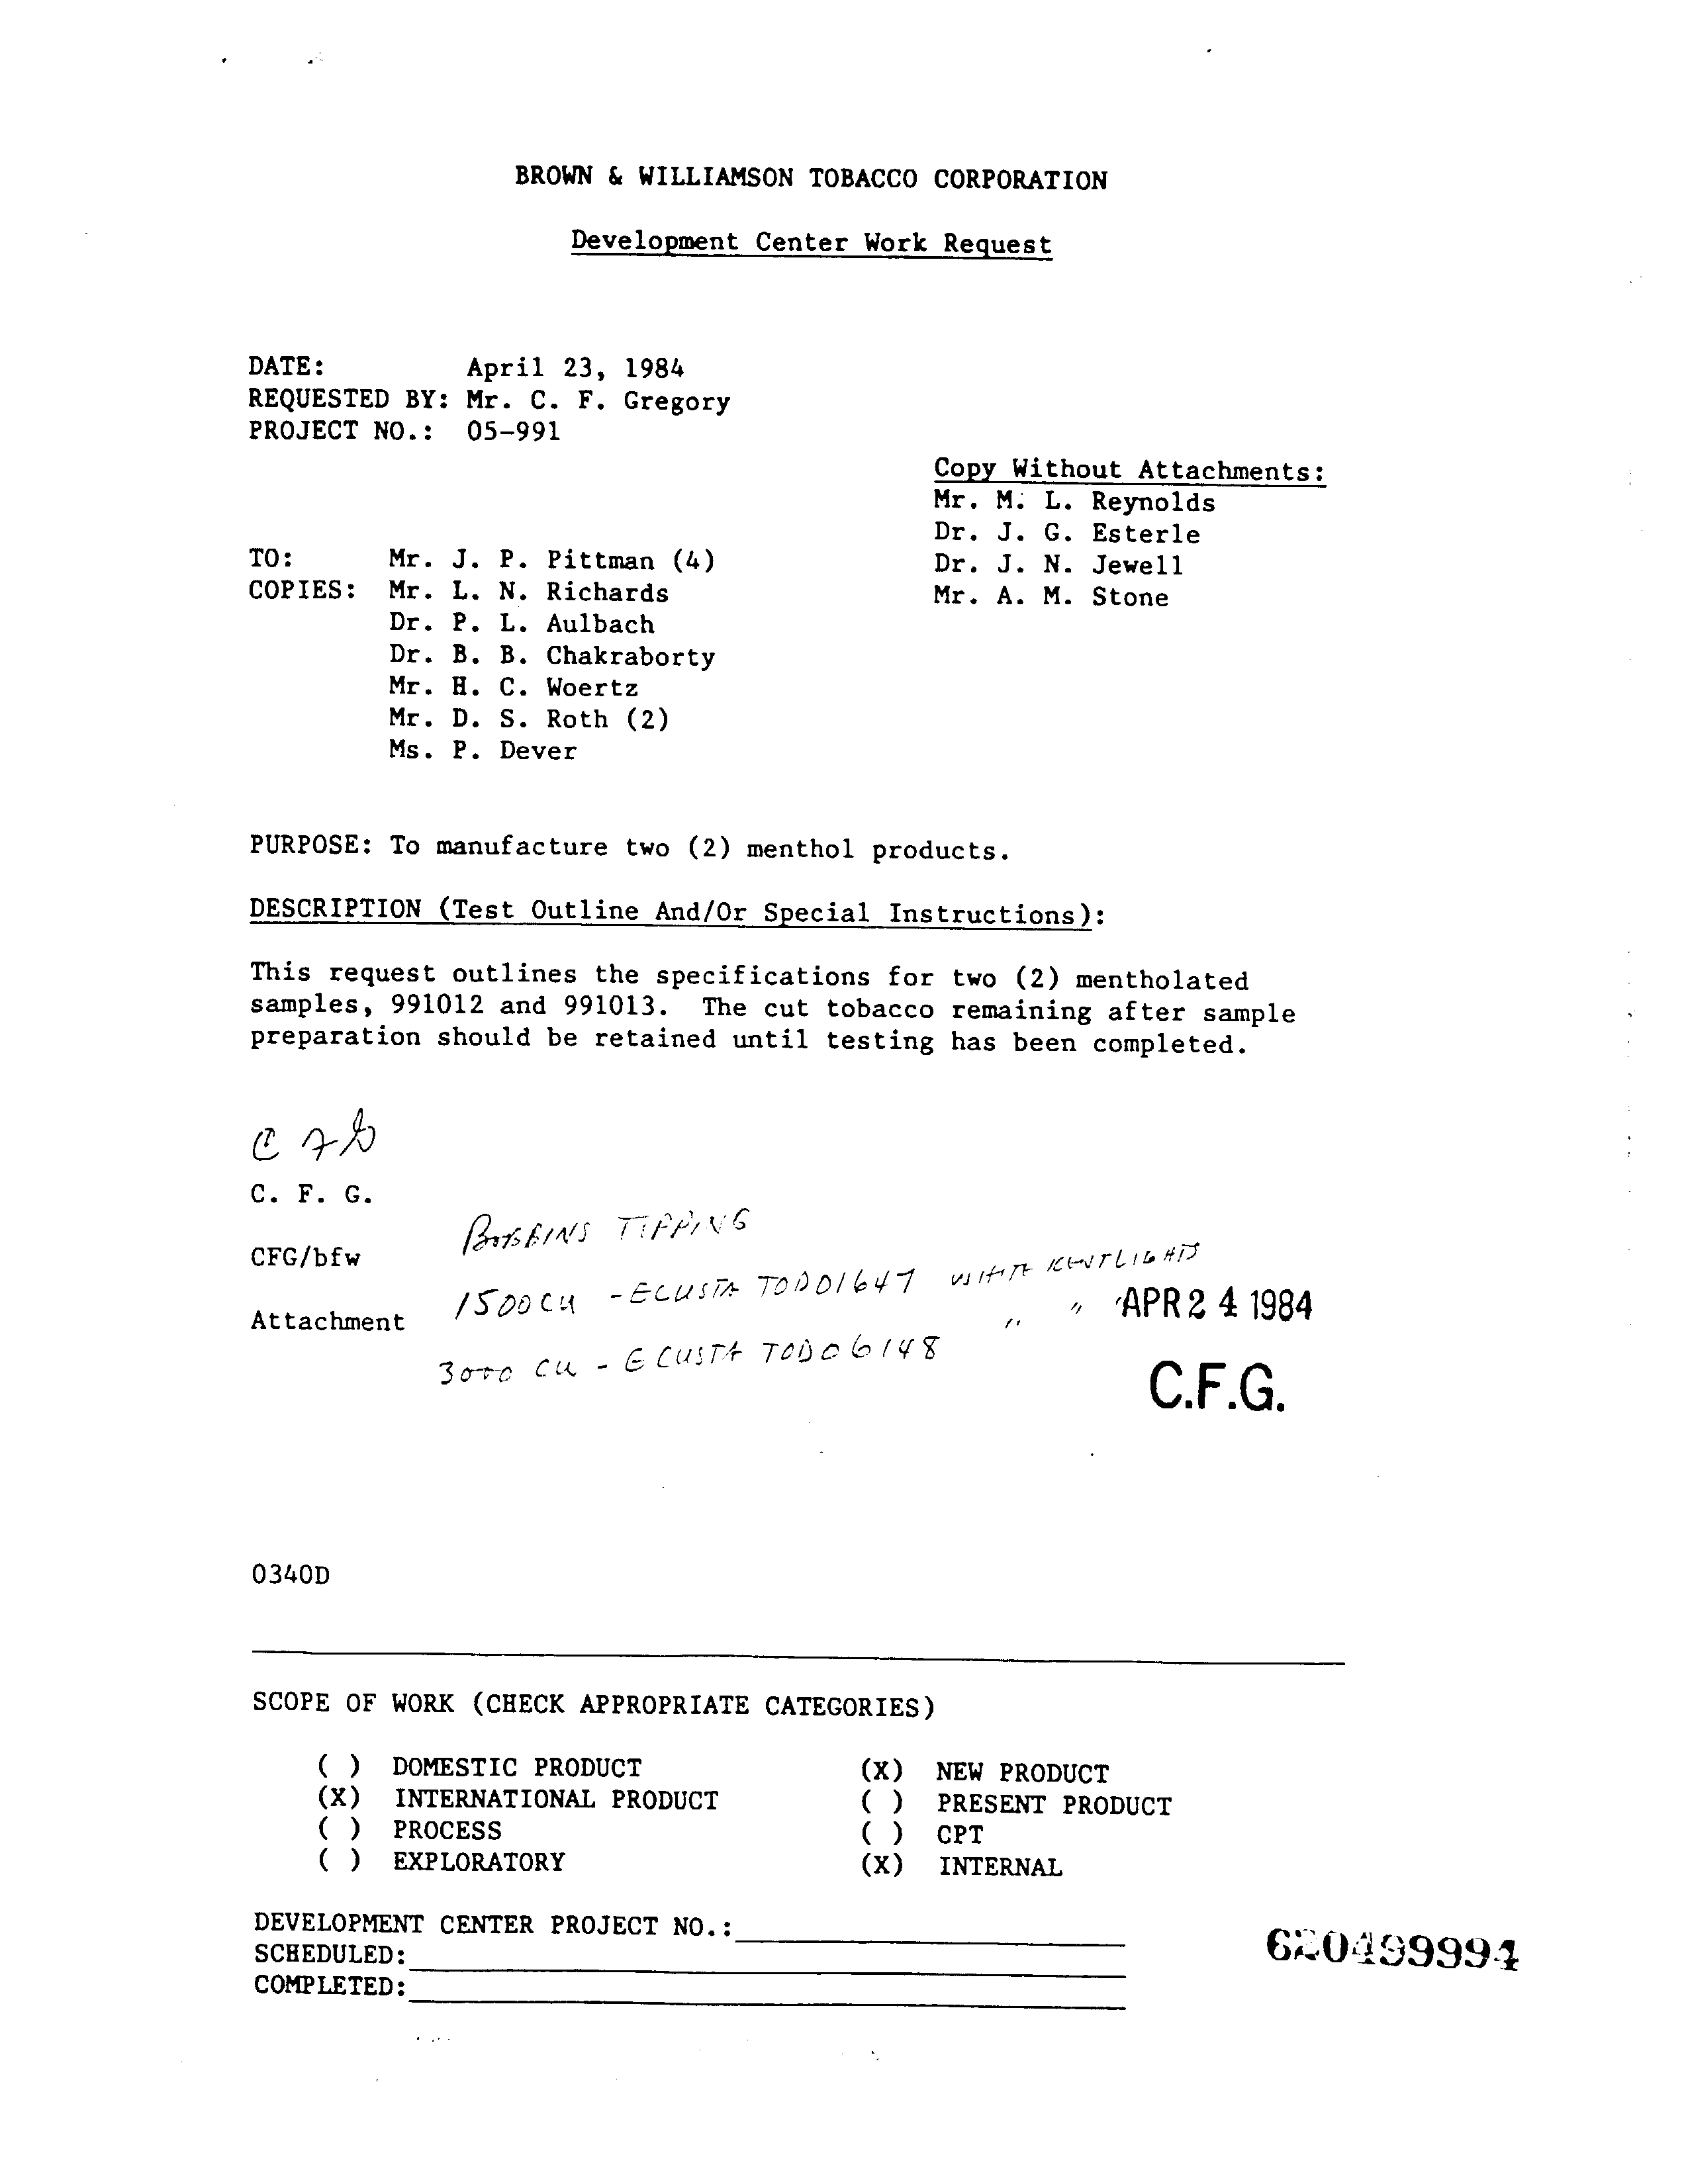 BROWN & WILLIAMSON TOBACCO CORPORATION
Development Center Work Request
DATE: April 23, 1984
REQUESTED BY: Mr. C. F. Gregory
PROJECT NO.: 05-991
Copy Without Attachments:
Mr. M. L. Reynolds
Dr. J. G. Esterle
Dr. J. N. Jewell
Mr. A. M. Stone
TO: Mr. J. P. Pittman (4)
COPIES: Mr. L. N. Richards
Dr. P. L. Aulbach
Dr. B. B. Chakraborty
Mr. H. C. Woertz
Mr. D. S. Roth (2)
Ms. P. Dever
PURPOSE: To manufacture two (2) menthol products.
DESCRIPTION (Test Outline And/Or Special Instructions):
This request outlines the specifications for two (2) mentholated
samples, 991012 and 991013. The cut tobacco remaining after sample
preparation should be retained until testing has been completed.
C. F. G.
CFG/bfw
Attachment
BOBBINS TIPPING
1500 CU - ECUSTA TOD01647 WHITE KENT LIGHTS
3000 CU - ECUSTA TOD06148 " "
APR 24 1984
C.F.G.
0340D
SCOPE OF WORK (CHECK APPROPRIATE CATEGORIES)
( ) DOMESTIC PRODUCT (X) NEW PRODUCT
(X) INTERNATIONAL PRODUCT ( ) PRESENT PRODUCT
( ) PROCESS ( ) CPT
( ) EXPLORATORY (X) INTERNAL
DEVELOPMENT CENTER PROJECT NO.:
SCHEDULED:
COMPLETED:
620499994